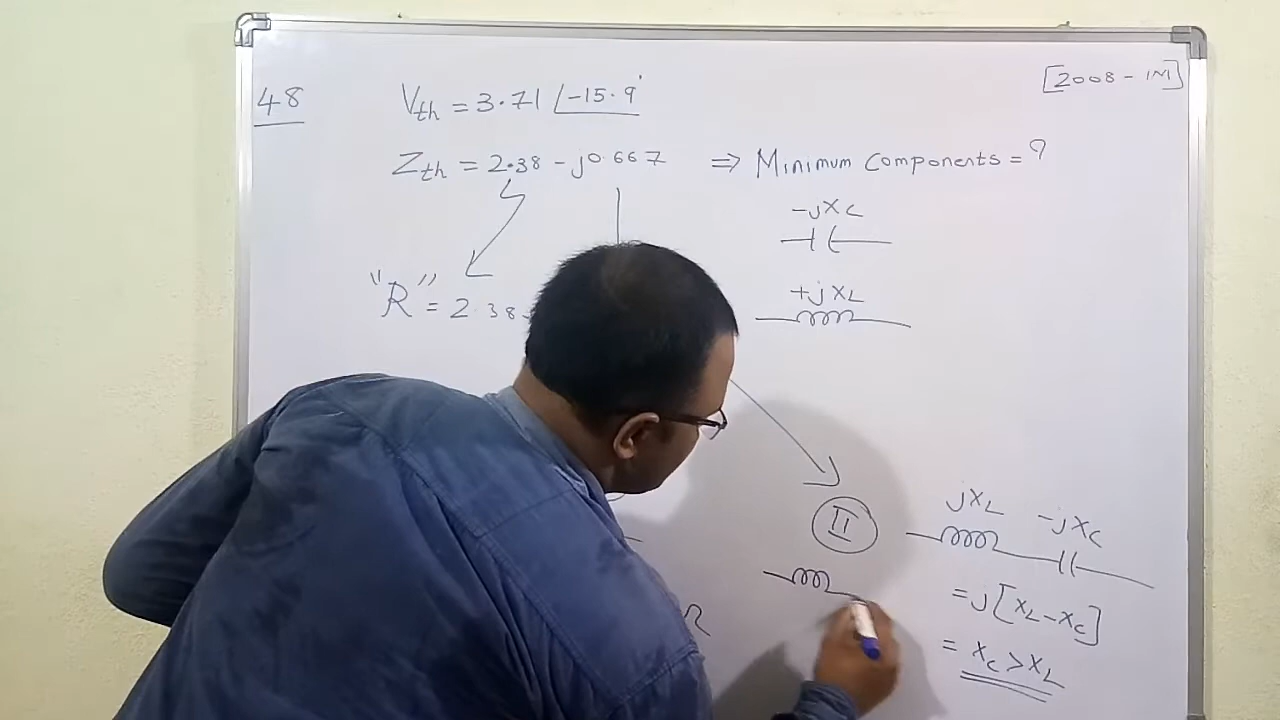 48
[2008 - 1M]
Vth = 3.71 ∠-15.9°
Zth = 2.38 - j0.667 ⇒ Minimum Components = ?
-jXC
+jXL
"R" = 2.38
II
jXL -jXC
= j[XL - XC]
= XC > XL